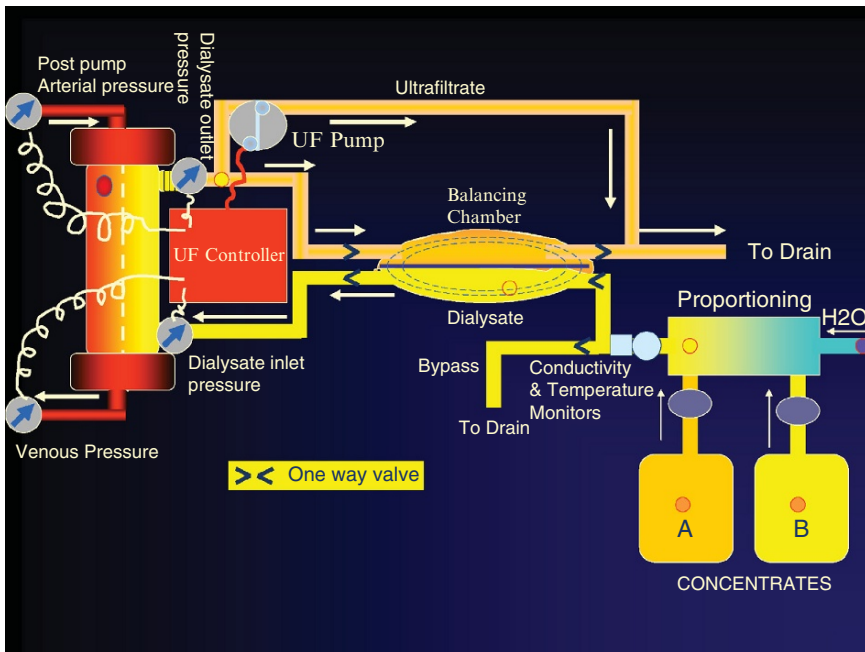 Post pump
Arterial pressure
Dialysate outlet
pressure
Ultrafiltrate
UF Pump
Balancing
Chamber
UF Controller
To Drain
Proportioning
H2O
Dialysate
Dialysate inlet
pressure
Bypass
Conductivity
& Temperature
Monitors
To Drain
Venous Pressure
One way valve
A
B
CONCENTRATES